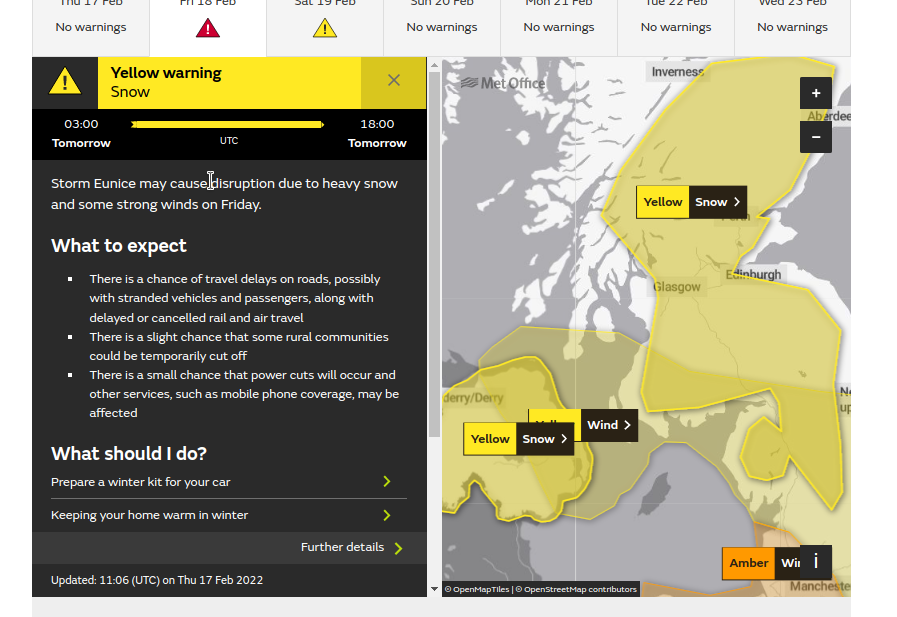 Thu 17 Feb
Fri 18 Feb
Sat 19 Feb
Sun 20 Feb
Mon 21 Feb
Tue 22 Feb
Wed 23 Feb
No warnings
No warnings
No warnings
No warnings
No warnings
Yellow warning
Snow
03:00
18:00
Tomorrow
UTC
Tomorrow
Storm Eunice may cause disruption due to heavy snow
and some strong winds on Friday.
What to expect
There is a chance of travel delays on roads, possibly
with stranded vehicles and passengers, along with
delayed or cancelled rail and air travel
There is a slight chance that some rural communities
could be temporarily cut off
There is a small chance that power cuts will occur and
other services, such as mobile phone coverage, may be
affected
What should I do?
Prepare a winter kit for your car
Keeping your home warm in winter
Further details
Updated: 11:06 (UTC) on Thu 17 Feb 2022
Met Office
Inverness
+
Aberdee
−
Yellow Snow
Perth
Edinburgh
Glasgow
derry/Derry
Wind
Yellow Snow
Amber Wi
i
Mancheste
© OpenMapTiles | © OpenStreetMap contributors